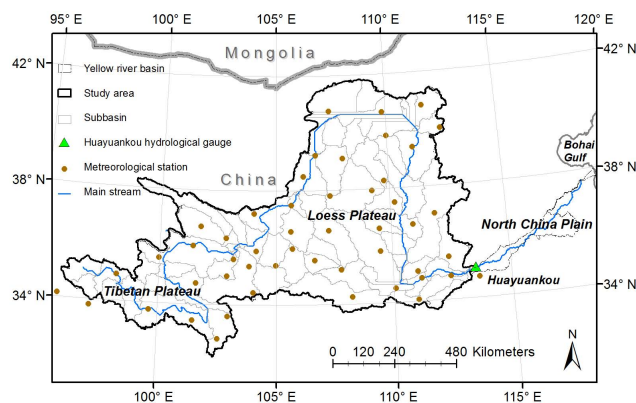 95° E 100° E 105° E 110° E 115° E 120° E
42° N
42° N
Mongolia
Yellow river basin
Study area
Subbasin
Huayuankou hydrological gauge
Metreorological station
Main stream
Bohai
Gulf
38° N
38° N
China
Loess Plateau
North China Plain
Huayuankou
Tibetan Plateau
34° N
34° N
N
0 120 240 480 Kilometers
100° E 105° E 110° E 115° E